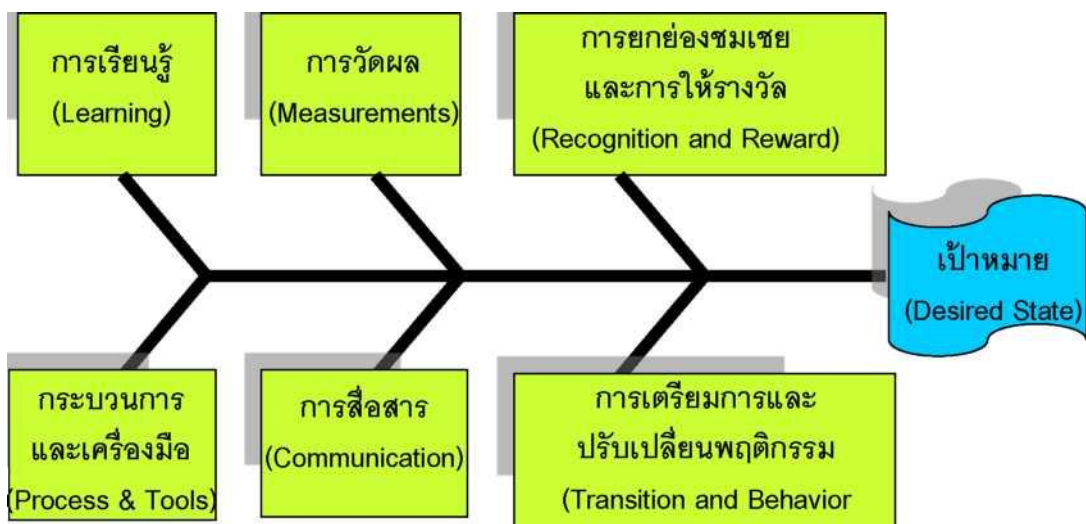 การเรียนรู้
(Learning)
การวัดผล
(Measurements)
การยกย่องชมเชย
และการให้รางวัล
(Recognition and Reward)
เป้าหมาย
(Desired State)
กระบวนการ
และเครื่องมือ
(Process & Tools)
การสื่อสาร
(Communication)
การเตรียมการและ
ปรับเปลี่ยนพฤติกรรม
(Transition and Behavior